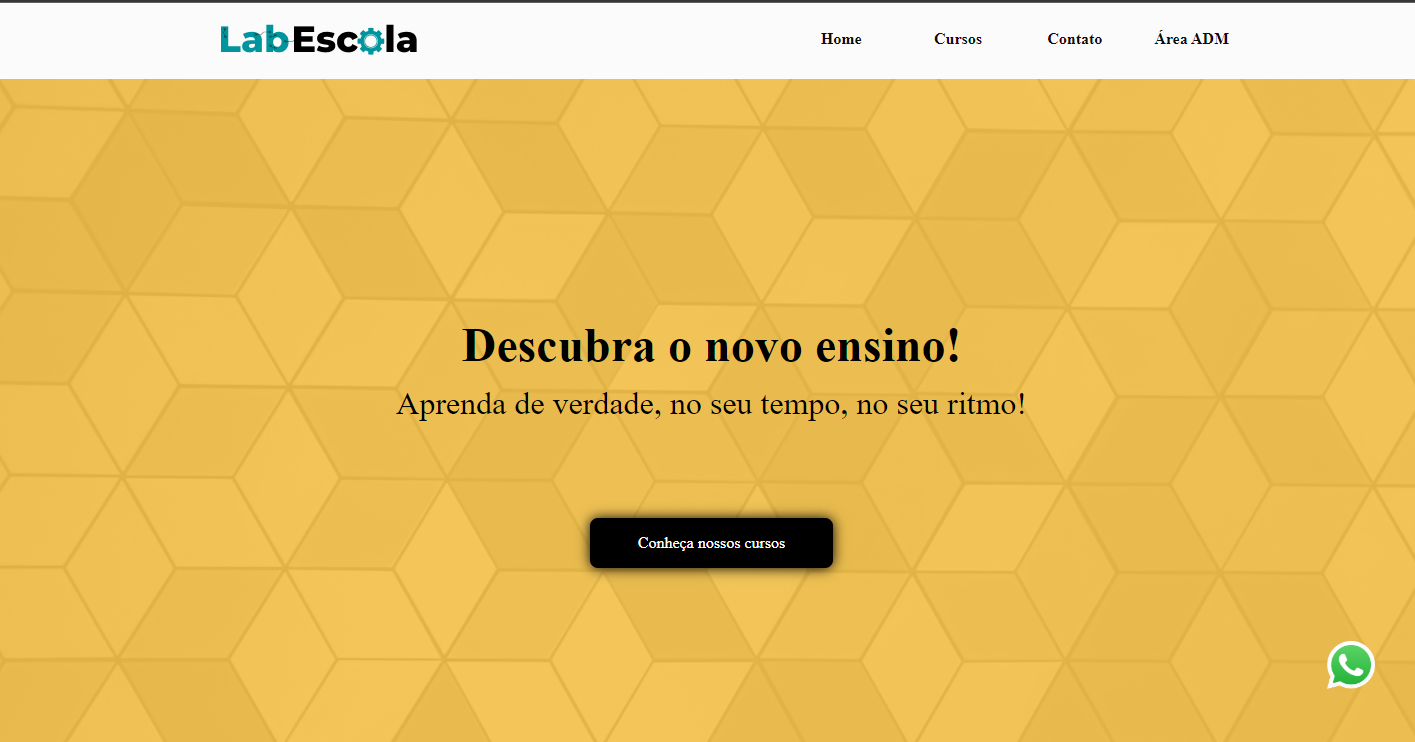 LabEscola
Home Cursos Contato Área ADM
Descubra o novo ensino!
Aprenda de verdade, no seu tempo, no seu ritmo!
Conheça nossos cursos